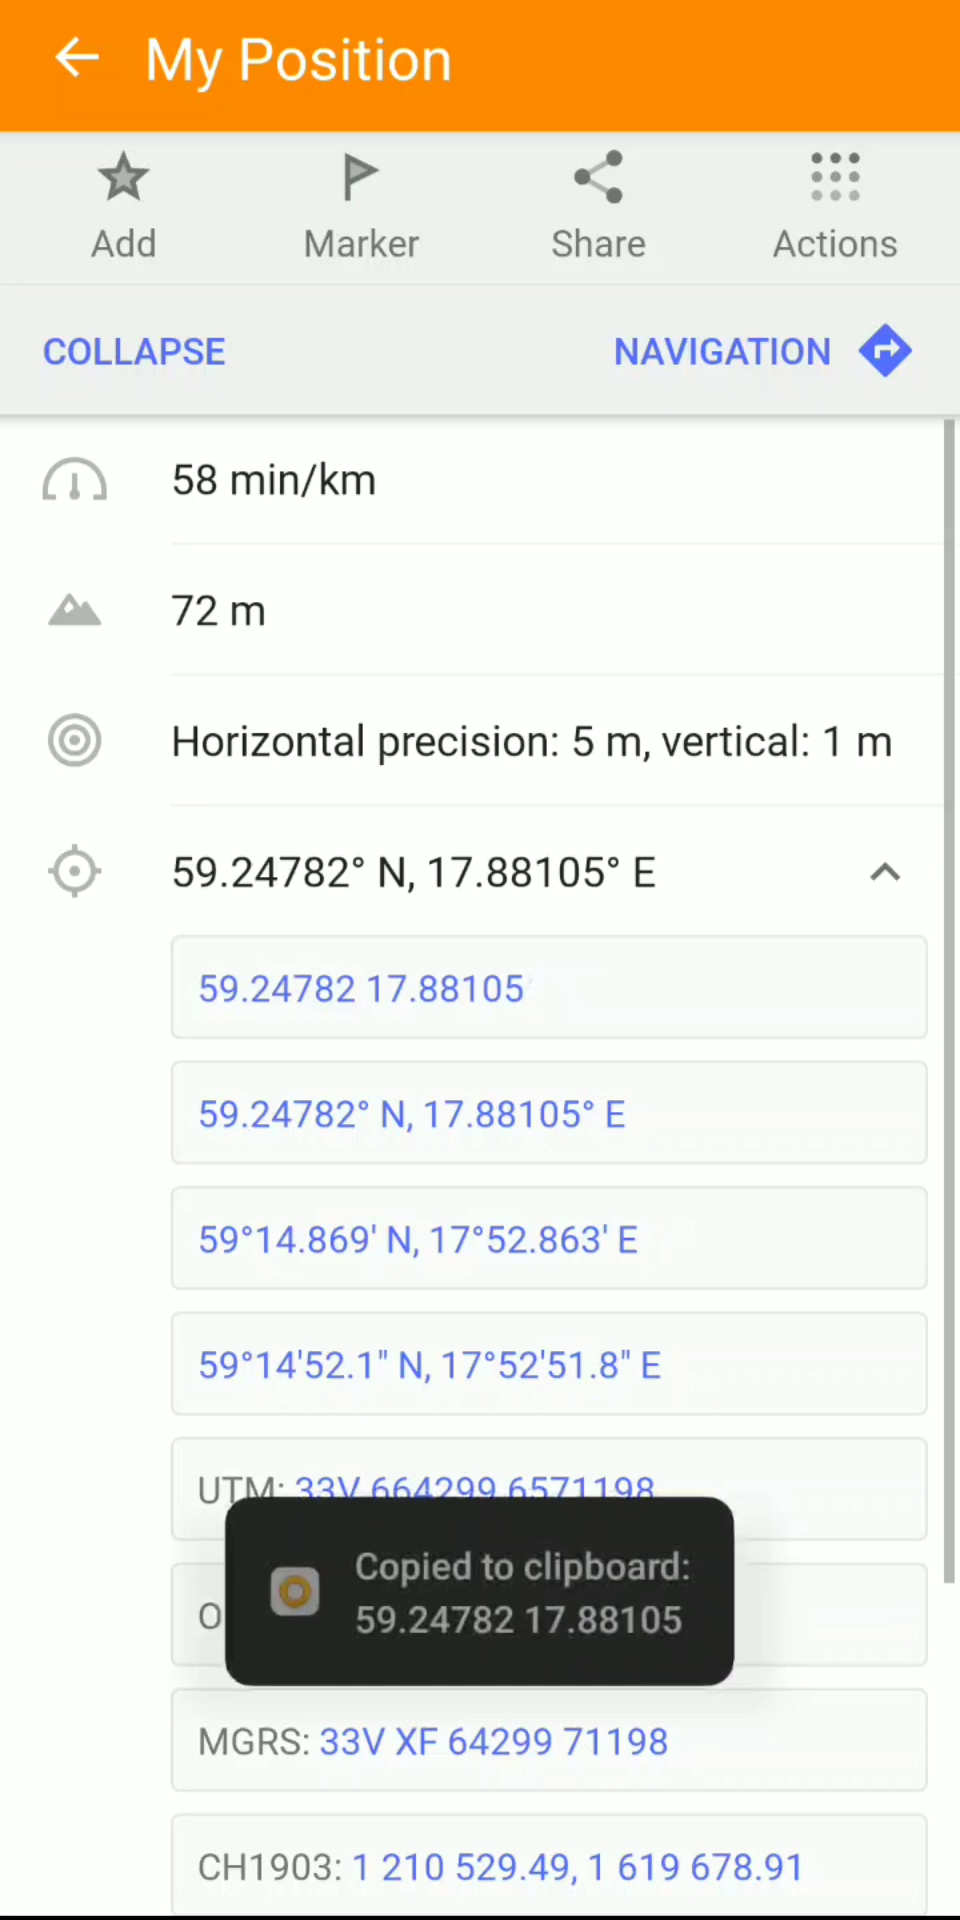 My Position
Add Marker Share Actions
COLLAPSE NAVIGATION
58 min/km
72 m
Horizontal precision: 5 m, vertical: 1 m
59.24782° N, 17.88105° E
59.24782 17.88105
59.24782° N, 17.88105° E
59°14.869' N, 17°52.863' E
59°14'52.1" N, 17°52'51.8" E
UTM: 33V 664299 6571198
Copied to clipboard:
59.24782 17.88105
MGRS: 33V XF 64299 71198
CH1903: 1 210 529.49, 1 619 678.91